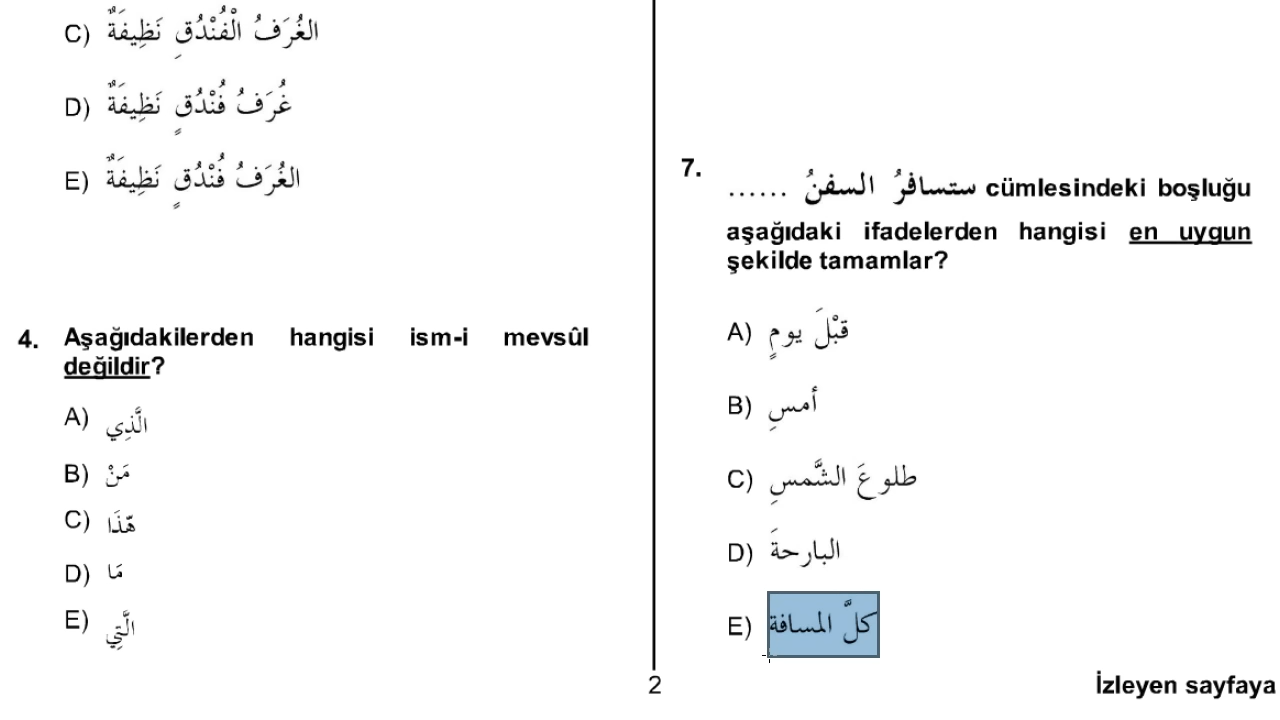 C) الغُرَفُ الْفُنْدُقِ نَظِيفَةٌ
D) غُرَفُ فُنْدُقٍ نَظِيفَةٌ
E) الغُرَفُ فُنْدُقٍ نَظِيفَةٌ
4. Aşağıdakilerden hangisi ism-i mevsûl
değildir?
A) الَّذِي
B) مَنْ
C) هَّذَا
D) مَا
E) الَّتِي
7. ستسافرُ السفنُ ...... cümlesindeki boşluğu
aşağıdaki ifadelerden hangisi en uygun
şekilde tamamlar?
A) قبْلَ يومٍ
B) أمسِ
C) طلوعَ الشَّمسِ
D) البارحةَ
E) كلَّ المسافة
2
İzleyen sayfaya